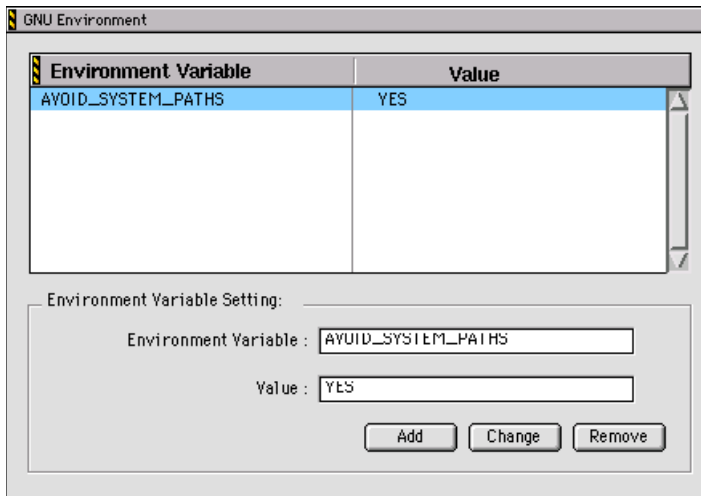 GNU Environment
Environment Variable Value
AVOID_SYSTEM_PATHS YES
Environment Variable Setting:
Environment Variable : AVOID_SYSTEM_PATHS
Value : YES
Add Change Remove